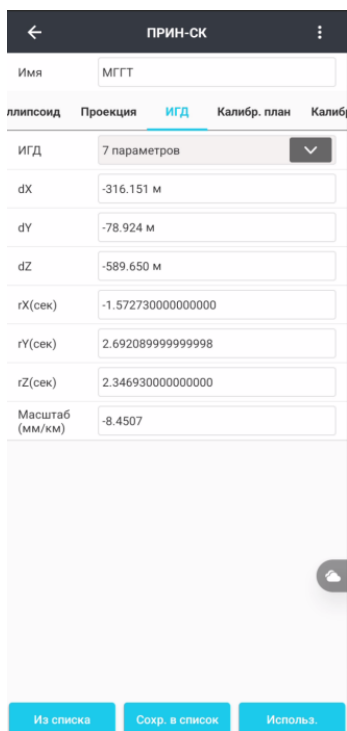 ПРИН-СК
Имя
МГГТ
ллипсоид Проекция ИГД Калибр. план Калибр
ИГД
7 параметров
dX
-316.151 м
dY
-78.924 м
dZ
-589.650 м
rX(сек)
-1.572730000000000
rY(сек)
2.692089999999998
rZ(сек)
2.346930000000000
Масштаб
(мм/км)
-8.4507
Из списка Сохр. в список Использ.